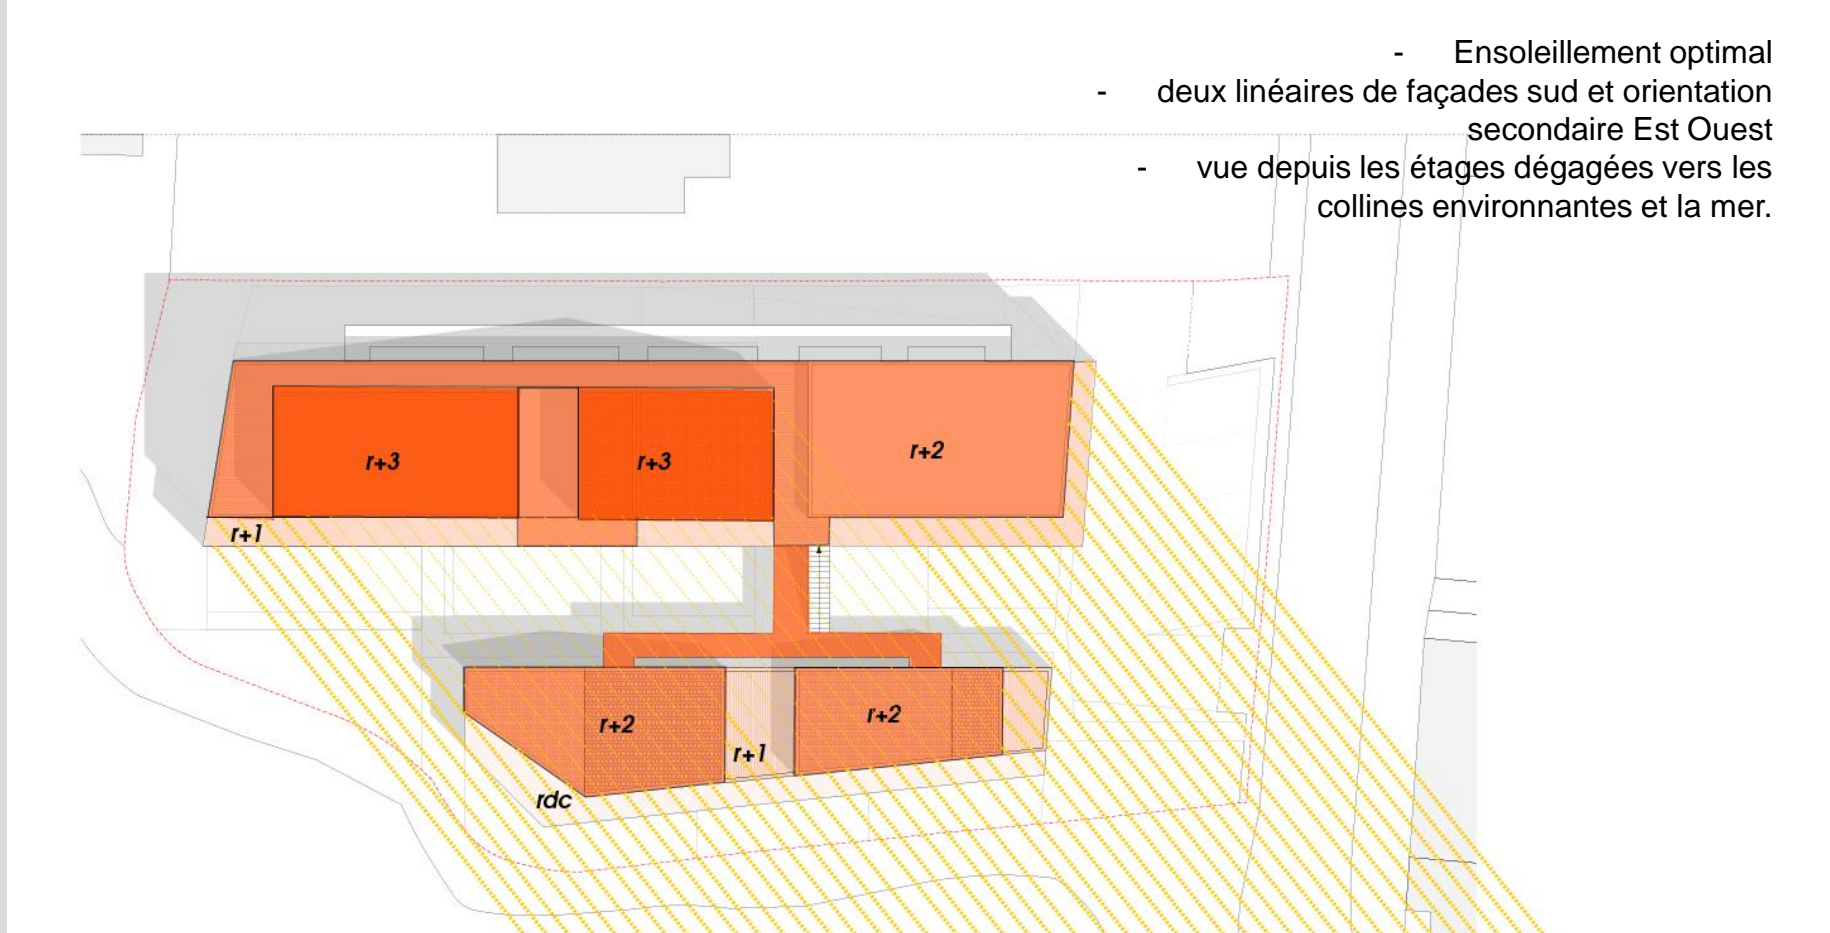 - Ensoleillement optimal
- deux linéaires de façades sud et orientation
secondaire Est Ouest
- vue depuis les étages dégagées vers les
collines environnantes et la mer.
r+3
r+3
r+2
r+1
r+2
r+2
r+1
rdc